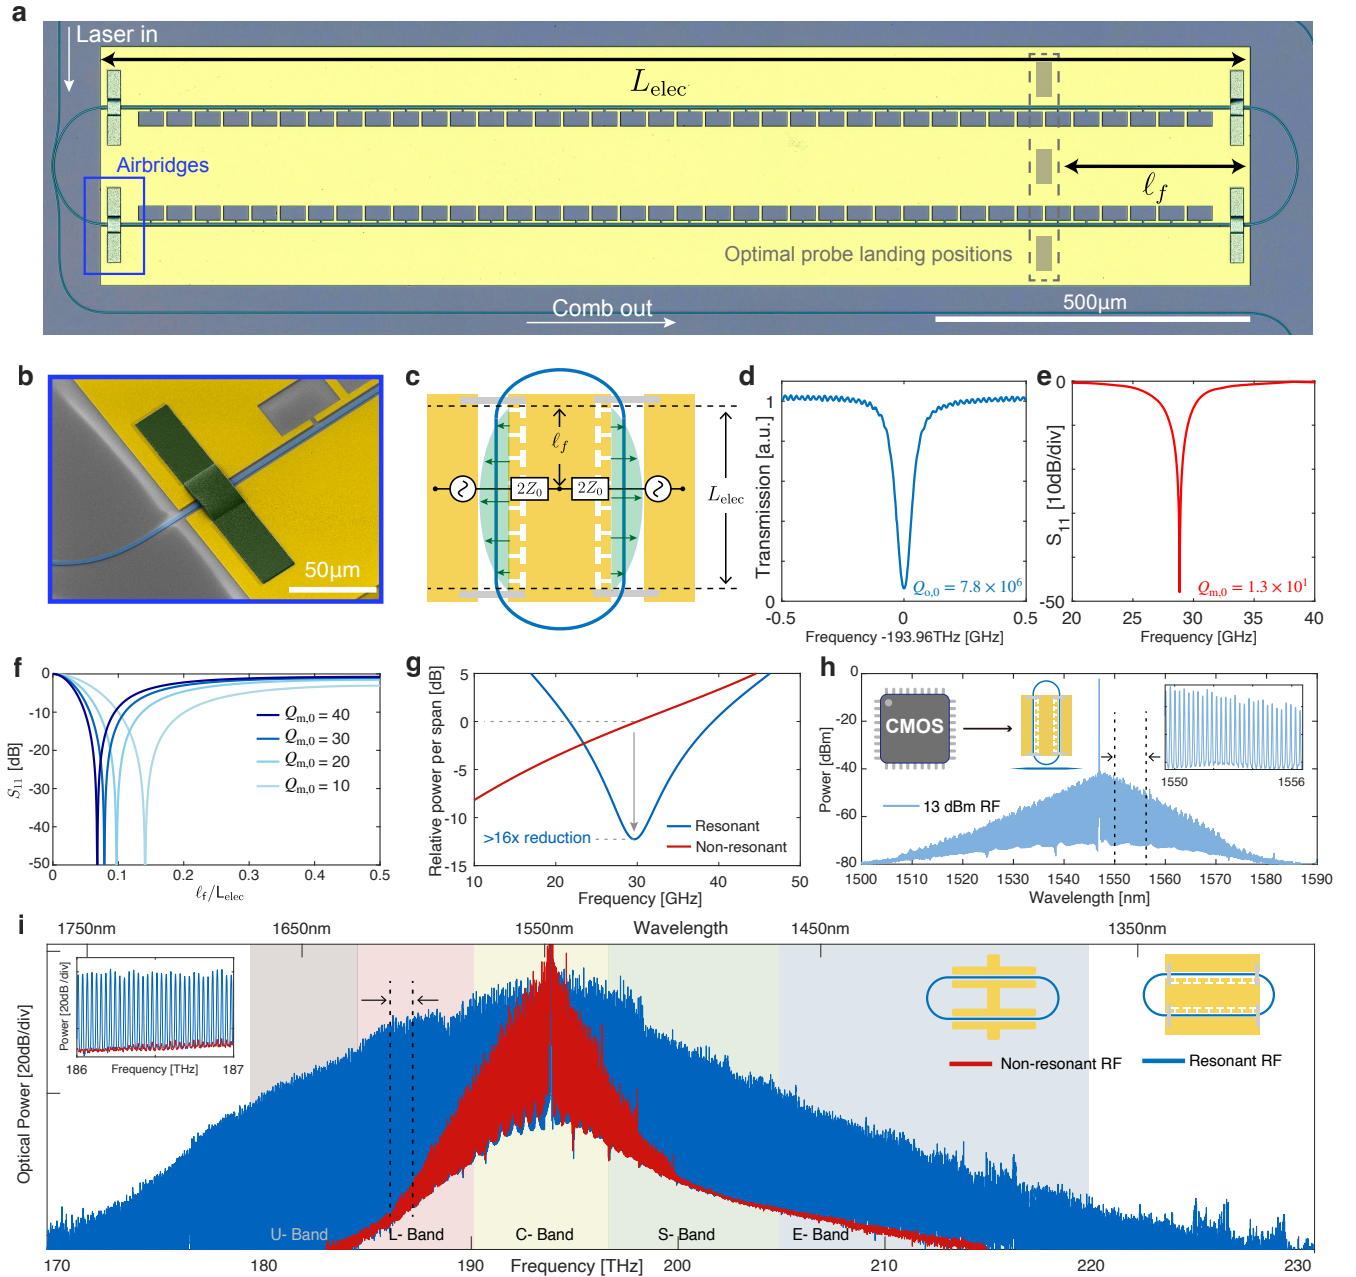 a
Laser in
L_elec
Airbridges
ℓ_f
Optimal probe landing positions
Comb out
500μm
b
50μm
c
ℓ_f
2Z_0
2Z_0
L_elec
d
Transmission [a.u.]
1
0
Q_o,0 = 7.8 × 10^6
-0.5
0
0.5
Frequency -193.96THz [GHz]
e
S_11 [10dB/div]
0
-50
Q_m,0 = 1.3 × 10^1
20
25
30
35
40
Frequency [GHz]
f
S_11 [dB]
0
-10
-20
-30
-40
-50
Q_m,0 = 40
Q_m,0 = 30
Q_m,0 = 20
Q_m,0 = 10
0
0.1
0.2
0.3
0.4
0.5
ℓ_f/L_elec
g
Relative power per span [dB]
5
0
-5
-10
-15
>16x reduction
Resonant
Non-resonant
10
20
30
40
50
Frequency [GHz]
h
Power [dBm]
0
-20
-40
-60
-80
CMOS
13 dBm RF
1550
1556
1500
1510
1520
1530
1540
1550
1560
1570
1580
1590
Wavelength [nm]
i
1750nm
1650nm
1550nm
Wavelength
1450nm
1350nm
Optical Power [20dB/div]
Power [20dB/div]
186
Frequency [THz]
187
Non-resonant RF
Resonant RF
U- Band
L- Band
C- Band
S- Band
E- Band
170
180
190
Frequency [THz]
200
210
220
230